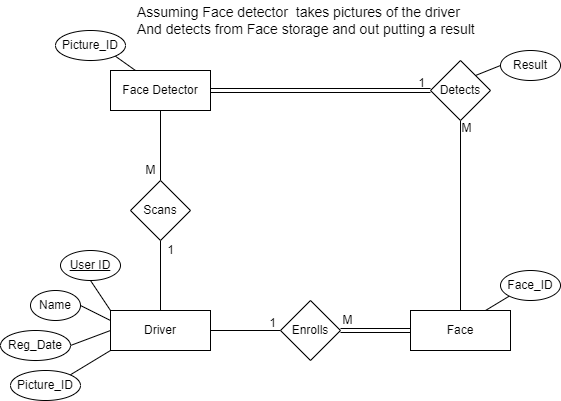 Assuming Face detector takes pictures of the driver
And detects from Face storage and out putting a result
Picture_ID
Face Detector
1
Detects
Result
M
M
Scans
1
User ID
Name
Reg_Date
Picture_ID
Driver
1
Enrolls
M
Face
Face_ID